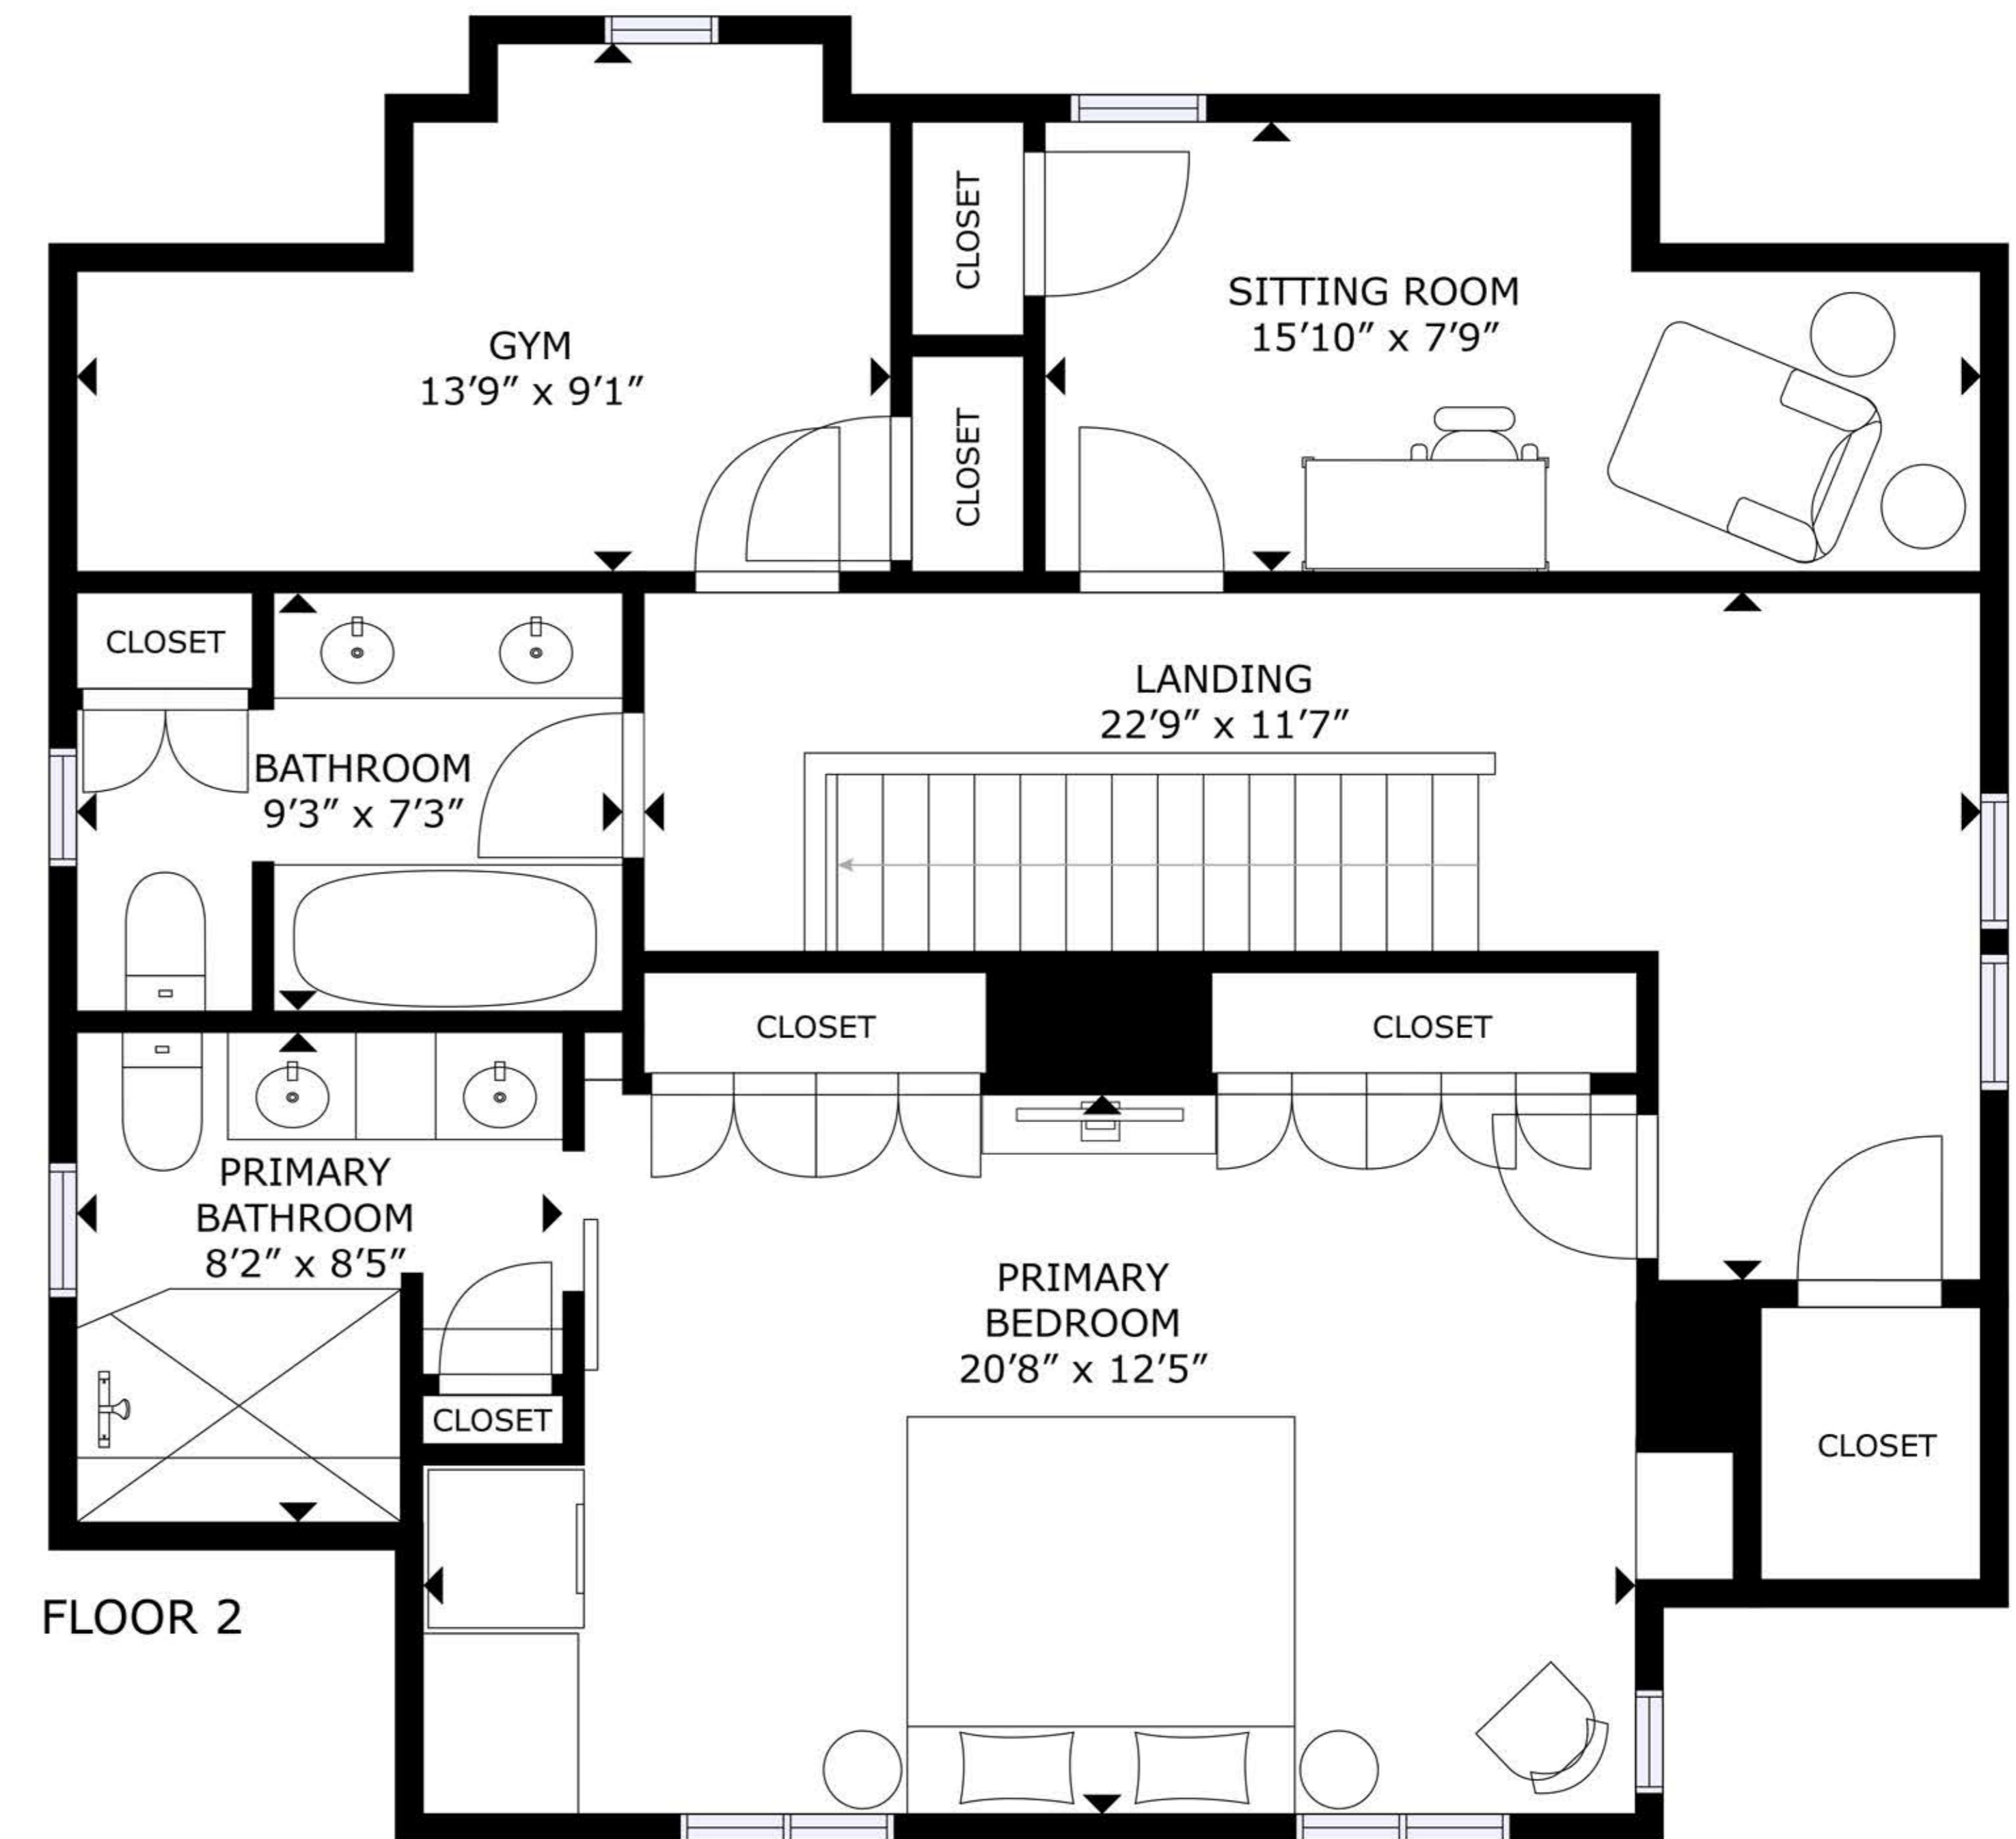 CLOSET
SITTING ROOM
15'10" x 7'9"
GYM
13'9" x 9'1"
CLOSET
CLOSET
LANDING
22'9" x 11'7"
BATHROOM
9'3" x 7'3"
CLOSET
CLOSET
PRIMARY
BATHROOM
8'2" x 8'5"
PRIMARY
BEDROOM
20'8" x 12'5"
CLOSET
CLOSET
FLOOR 2